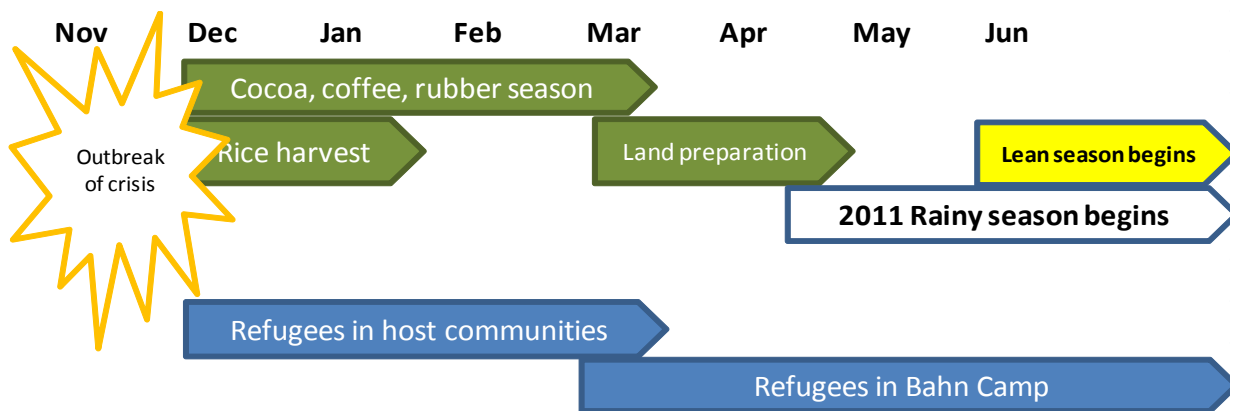 Nov Dec Jan Feb Mar Apr May Jun
Cocoa, coffee, rubber season
Outbreak
of crisis
Rice harvest
Land preparation
Lean season begins
2011 Rainy season begins
Refugees in host communities
Refugees in Bahn Camp